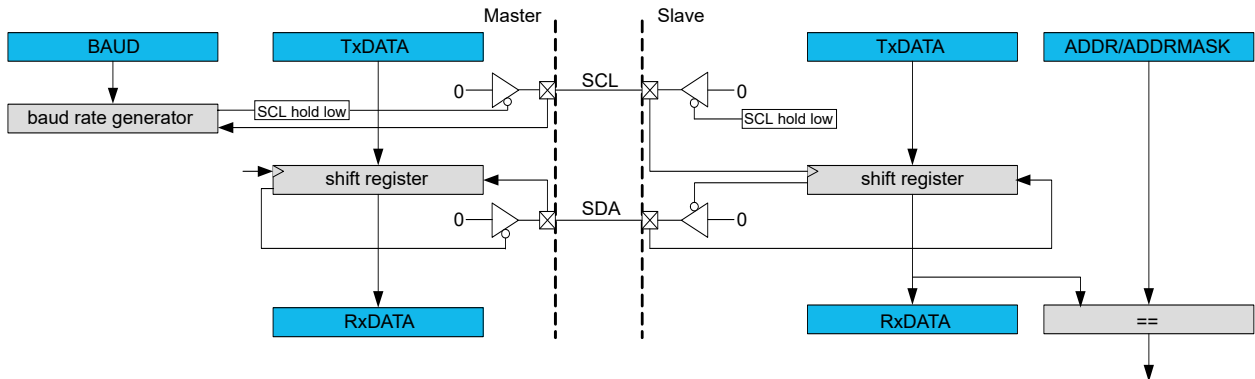 Master Slave
BAUD TxDATA TxDATA ADDR/ADDRMASK
0 SCL 0
baud rate generator SCL hold low SCL hold low
shift register shift register
0 SDA 0
RxDATA RxDATA ==